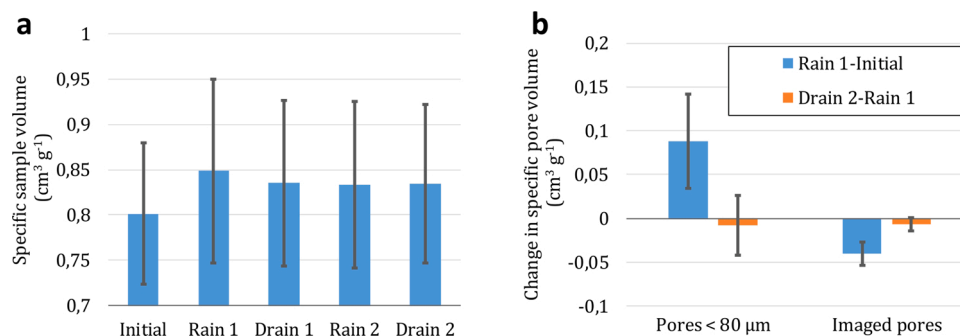 a
Specific sample volume
(cm³ g⁻¹)
1
0,95
0,9
0,85
0,8
0,75
0,7
Initial Rain 1 Drain 1 Rain 2 Drain 2
b
Change in specific pore volume
(cm³ g⁻¹)
0,2
0,15
0,1
0,05
0
-0,05
-0,1
Rain 1-Initial
Drain 2-Rain 1
Pores < 80 µm Imaged pores